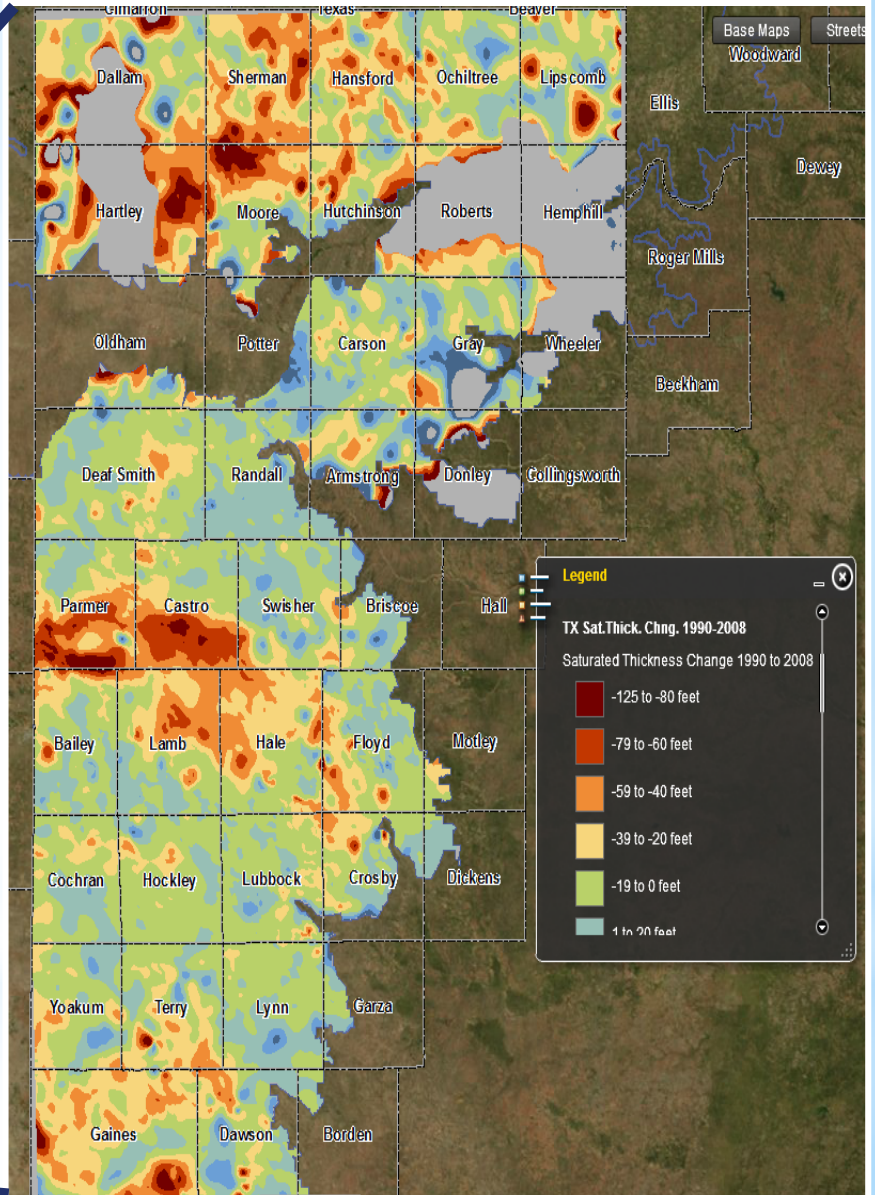 Cimarron Texas Beaver
Base Maps Streets
Woodward
Dallam Sherman Hansford Ochiltree Lipscomb
Ellis
Dewey
Hartley Moore Hutchinson Roberts Hemphill
Roger Mills
Oldham Potter Carson Gray Wheeler
Beckham
Deaf Smith Randall Armstrong Donley Collingsworth
Parmer Castro Swisher Briscoe Hall
Legend
TX Sat.Thick. Chng. 1990-2008
Saturated Thickness Change 1990 to 2008
-125 to -80 feet
-79 to -60 feet
-59 to -40 feet
-39 to -20 feet
-19 to 0 feet
1 to 20 feet
Bailey Lamb Hale Floyd Motley
Cochran Hockley Lubbock Crosby Dickens
Yoakum Terry Lynn Garza
Gaines Dawson Borden